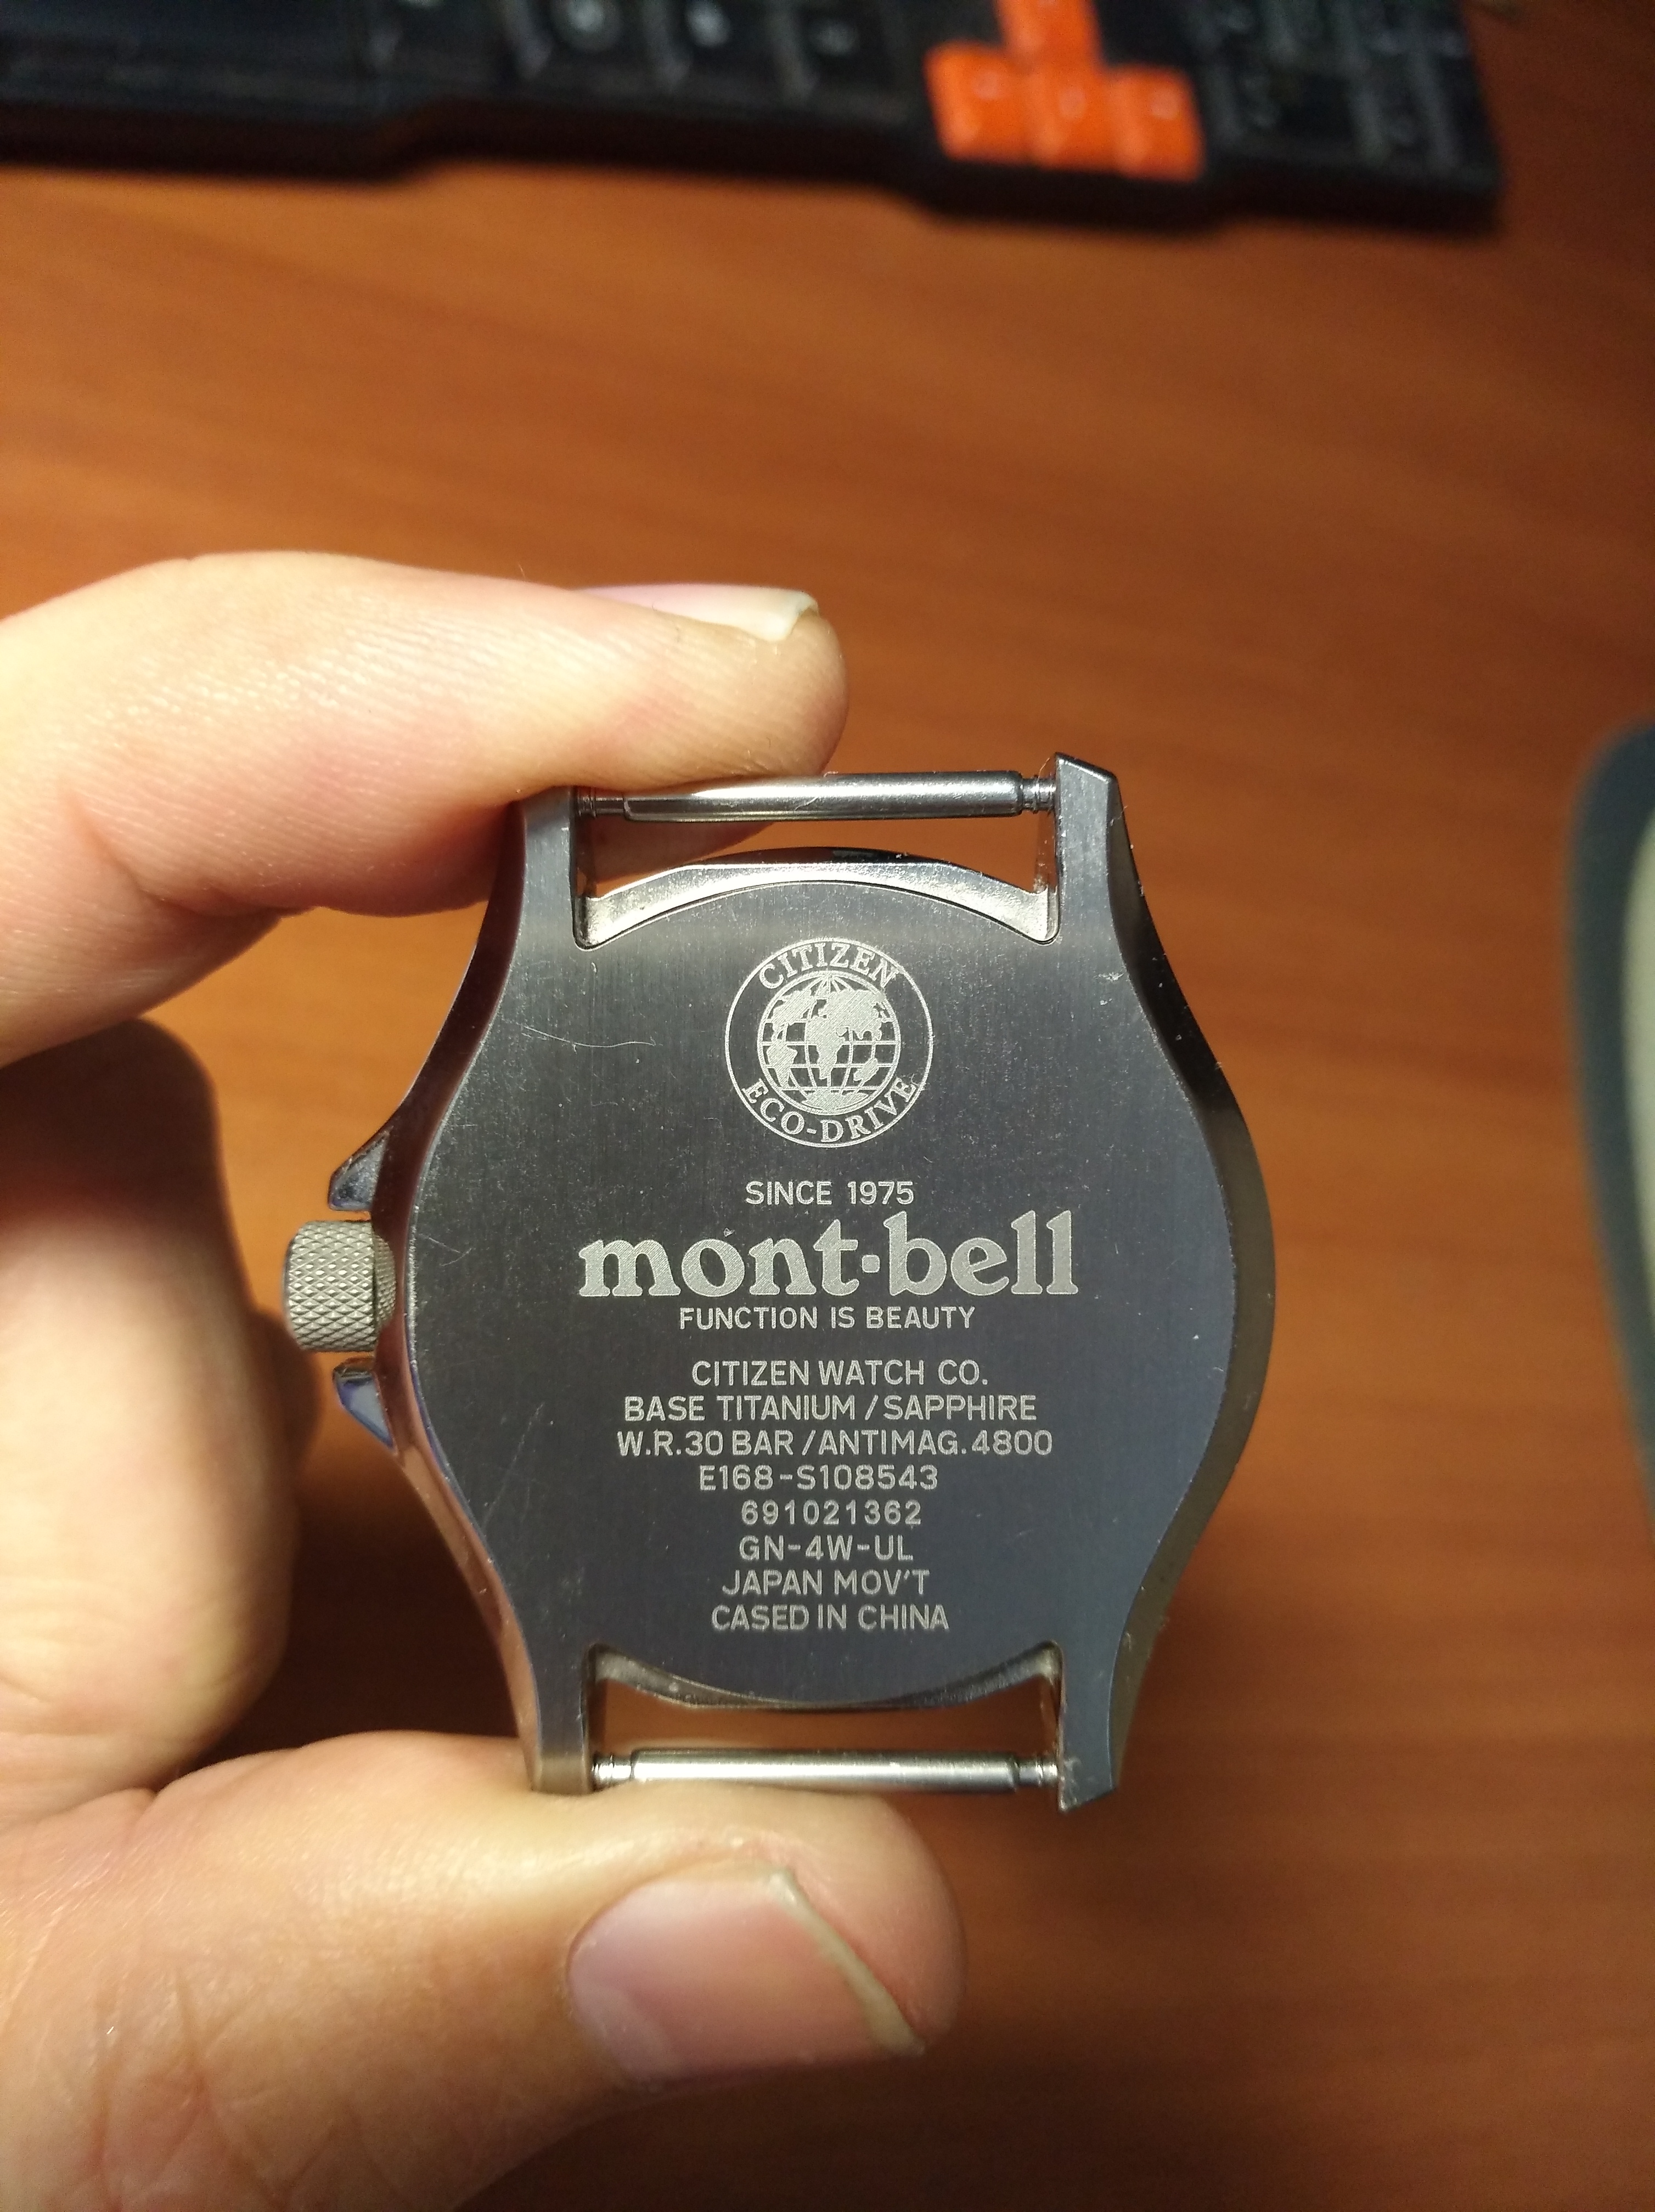 CITIZEN
ECO-DRIVE
SINCE 1975
mont·bell
FUNCTION IS BEAUTY
CITIZEN WATCH CO.
BASE TITANIUM / SAPPHIRE
W.R.30 BAR / ANTIMAG.4800
E168-S108543
691021362
GN-4W-UL
JAPAN MOV'T
CASED IN CHINA